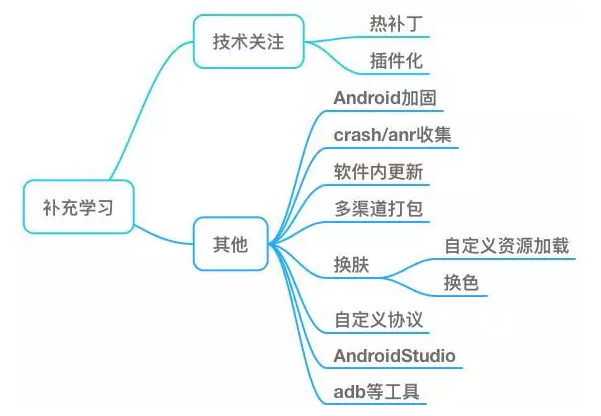 补充学习
技术关注
热补丁
插件化
其他
Android加固
crash/anr收集
软件内更新
多渠道打包
换肤
自定义资源加载
换色
自定义协议
AndroidStudio
adb等工具